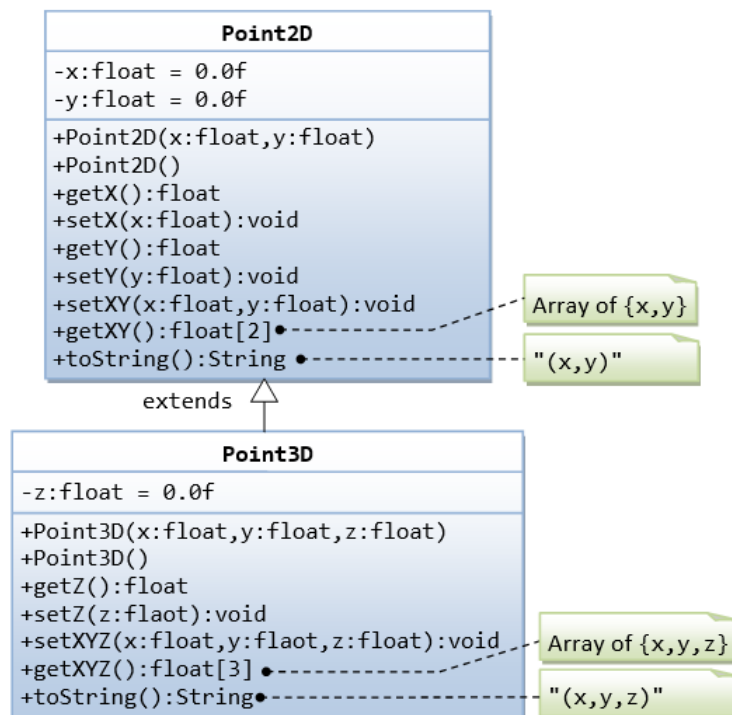 Point2D
-x:float = 0.0f
-y:float = 0.0f
+Point2D(x:float,y:float)
+Point2D()
+getX():float
+setX(x:float):void
+getY():float
+setY(y:float):void
+setXY(x:float,y:float):void
+getXY():float[2]
Array of {x,y}
+toString():String
"(x,y)"
extends
Point3D
-z:float = 0.0f
+Point3D(x:float,y:float,z:float)
+Point3D()
+getZ():float
+setZ(z:flaot):void
+setXYZ(x:float,y:flaot,z:float):void
+getXYZ():float[3]
Array of {x,y,z}
+toString():String
"(x,y,z)"